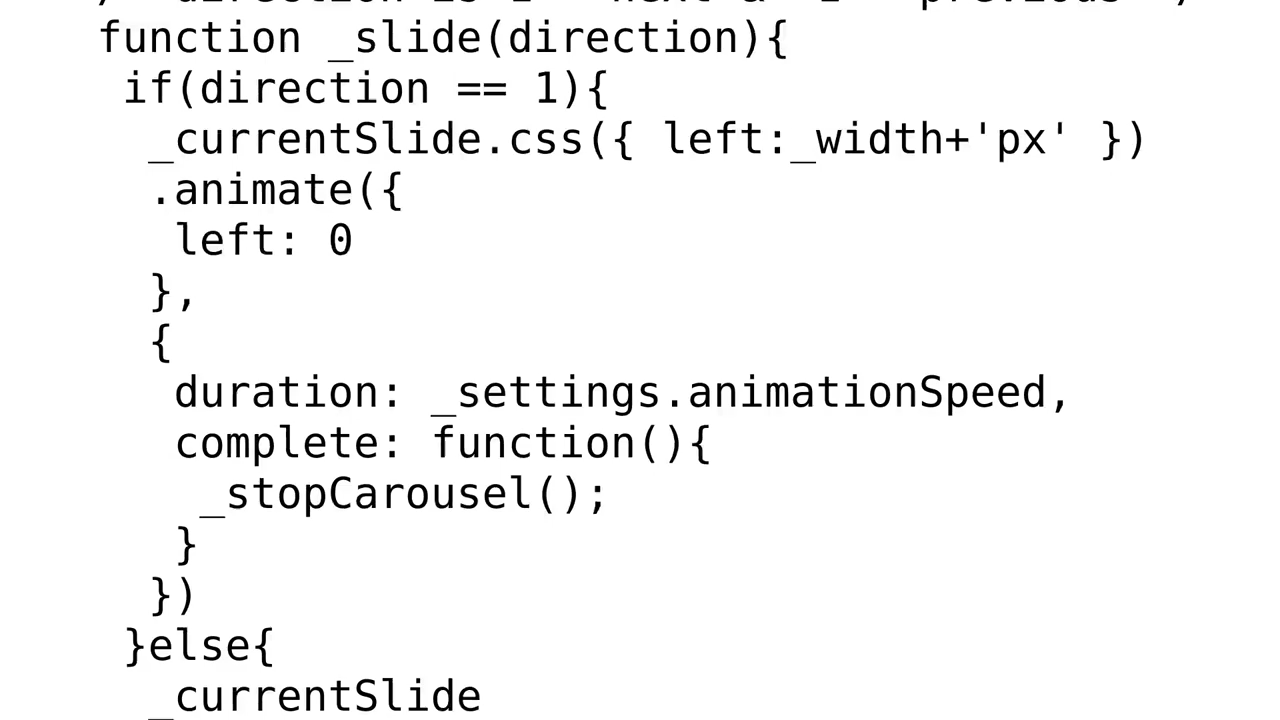 function _slide(direction){
if(direction == 1){
_currentSlide.css({ left:_width+'px' })
.animate({
left: 0
},
{
duration: _settings.animationSpeed,
complete: function(){
_stopCarousel();
}
})
}else{
_currentSlide